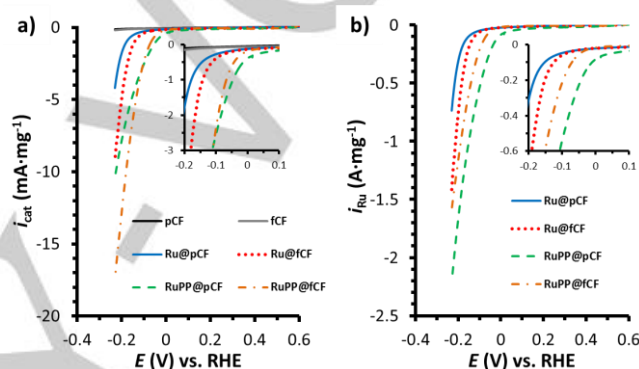 a)
0
-5
-10
-15
-20
i_cat (mA·mg⁻¹)
0
-1
-2
-3
-0.2 -0.1 0 0.1
pCF fCF
Ru@pCF Ru@fCF
RuPP@pCF RuPP@fCF
-0.4 -0.2 0 0.2 0.4 0.6
E (V) vs. RHE
b)
0
-0.5
-1
-1.5
-2
-2.5
i_Ru (A·mg⁻¹)
0
-0.2
-0.4
-0.6
-0.2 -0.1 0 0.1
Ru@pCF
Ru@fCF
RuPP@pCF
RuPP@fCF
-0.4 -0.2 0 0.2 0.4 0.6
E (V) vs. RHE